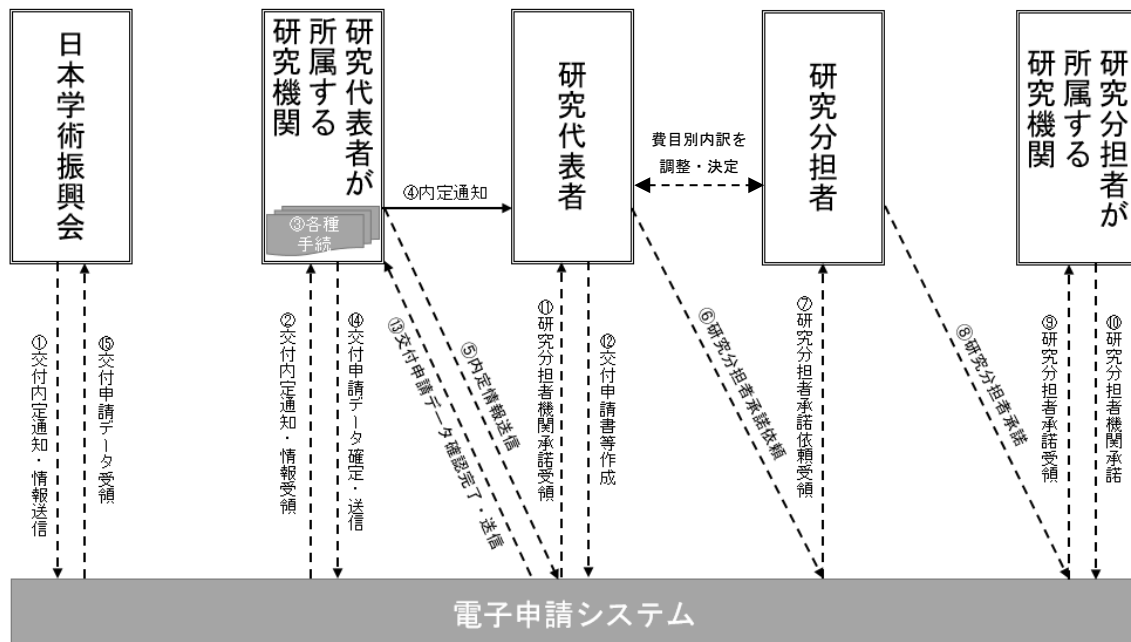 日本学術振興会
研究代表者が
所属する
研究機関
③各種
手続
④内定通知
研究代表者
費目別内訳を
調整・決定
研究分担者
研究分担者が
所属する
研究機関
①交付内定通知・情報送信
⑮交付申請データ受領
②交付内定通知・情報受領
⑭交付申請データ確定・送信
⑬交付申請データ確認完了・送信
⑤内定情報送信
⑪研究分担者機関承諾受領
⑫交付申請書等作成
⑥研究分担者承諾依頼
⑦研究分担者承諾依頼受領
⑧研究分担者承諾
⑨研究分担者承諾受領
⑩研究分担者機関承諾
電子申請システム